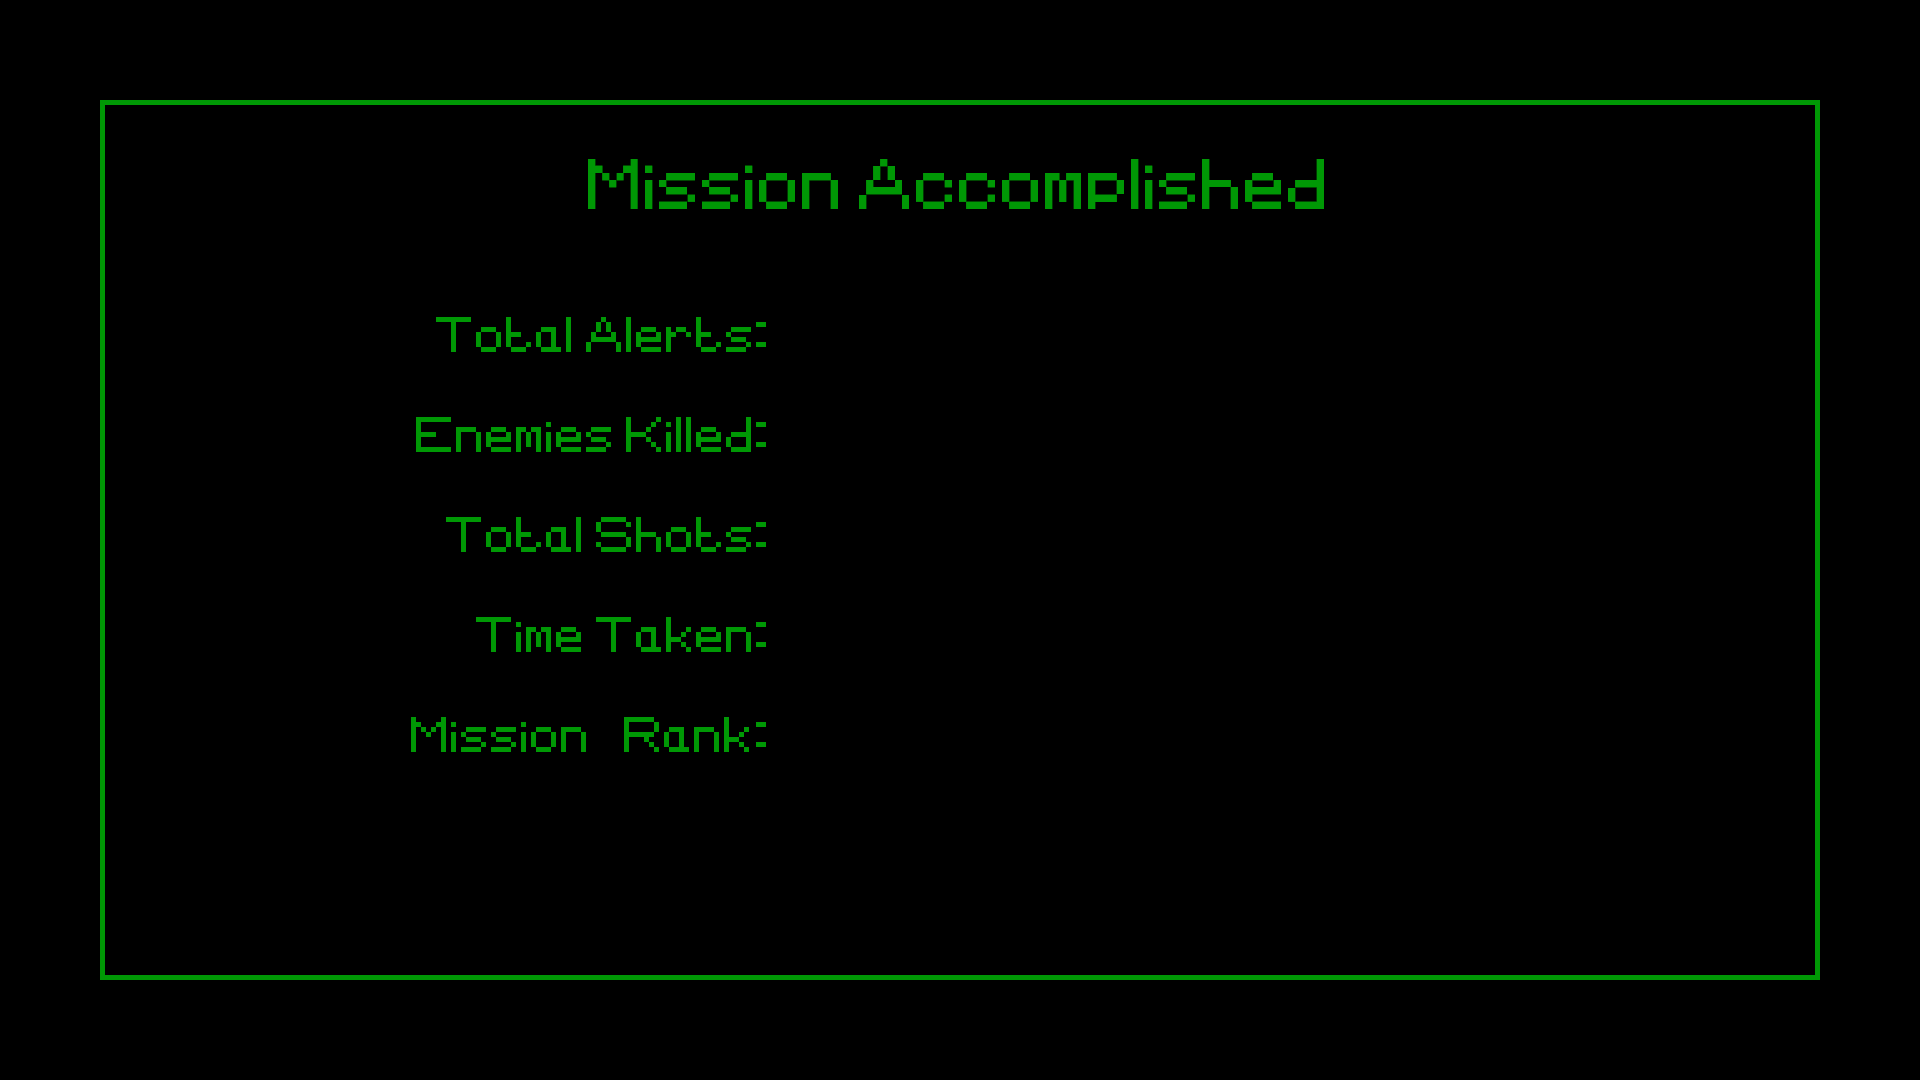 Mission Accomplished
Total Alerts:
Enemies Killed:
Total Shots:
Time Taken:
Mission Rank: